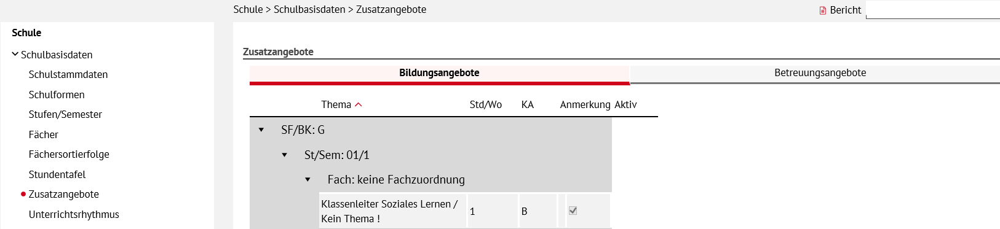 Schule > Schulbasisdaten > Zusatzangebote
Bericht
Schule
Schulbasisdaten
Schulstammdaten
Schulformen
Stufen/Semester
Fächer
Fächersortierfolge
Stundentafel
Zusatzangebote
Unterrichtsrhythmus
Zusatzangebote
Bildungsangebote
Betreuungsangebote
Thema Std/Wo KA Anmerkung Aktiv
SF/BK: G
St/Sem: 01/1
Fach: keine Fachzuordnung
Klassenleiter Soziales Lernen /
Kein Thema !
1
B